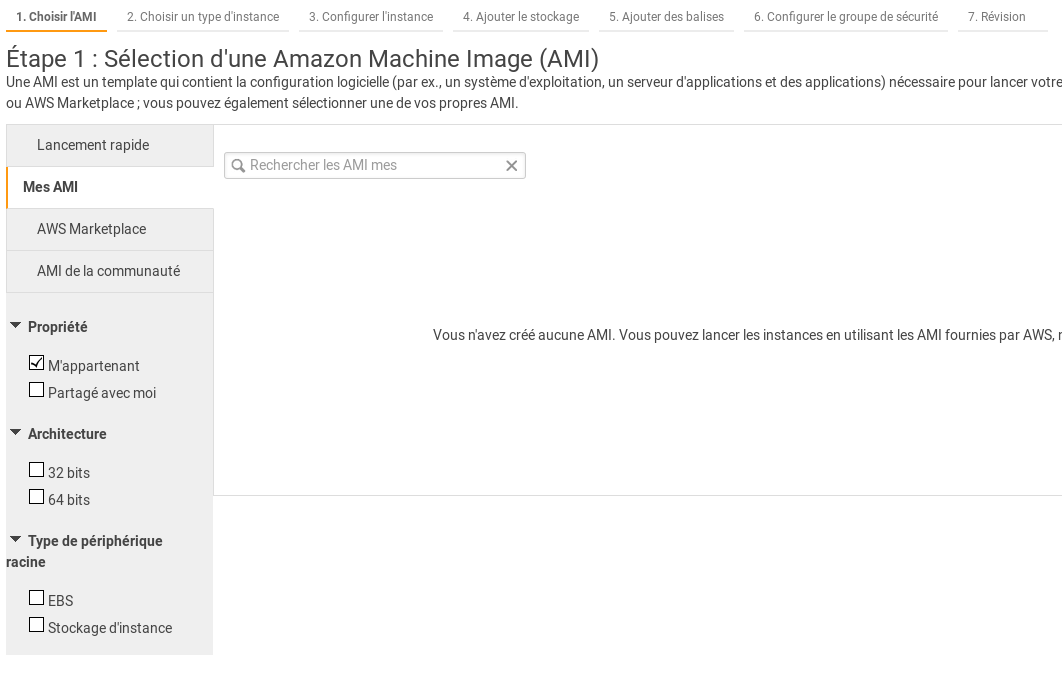 1. Choisir l'AMI 2. Choisir un type d'instance 3. Configurer l'instance 4. Ajouter le stockage 5. Ajouter des balises 6. Configurer le groupe de sécurité 7. Révision
Étape 1 : Sélection d'une Amazon Machine Image (AMI)
Une AMI est un template qui contient la configuration logicielle (par ex., un système d'exploitation, un serveur d'applications et des applications) nécessaire pour lancer votre
ou AWS Marketplace ; vous pouvez également sélectionner une de vos propres AMI.
Lancement rapide
Rechercher les AMI mes
Mes AMI
AWS Marketplace
AMI de la communauté
Propriété
Vous n'avez créé aucune AMI. Vous pouvez lancer les instances en utilisant les AMI fournies par AWS,
M'appartenant
Partagé avec moi
Architecture
32 bits
64 bits
Type de périphérique
racine
EBS
Stockage d'instance